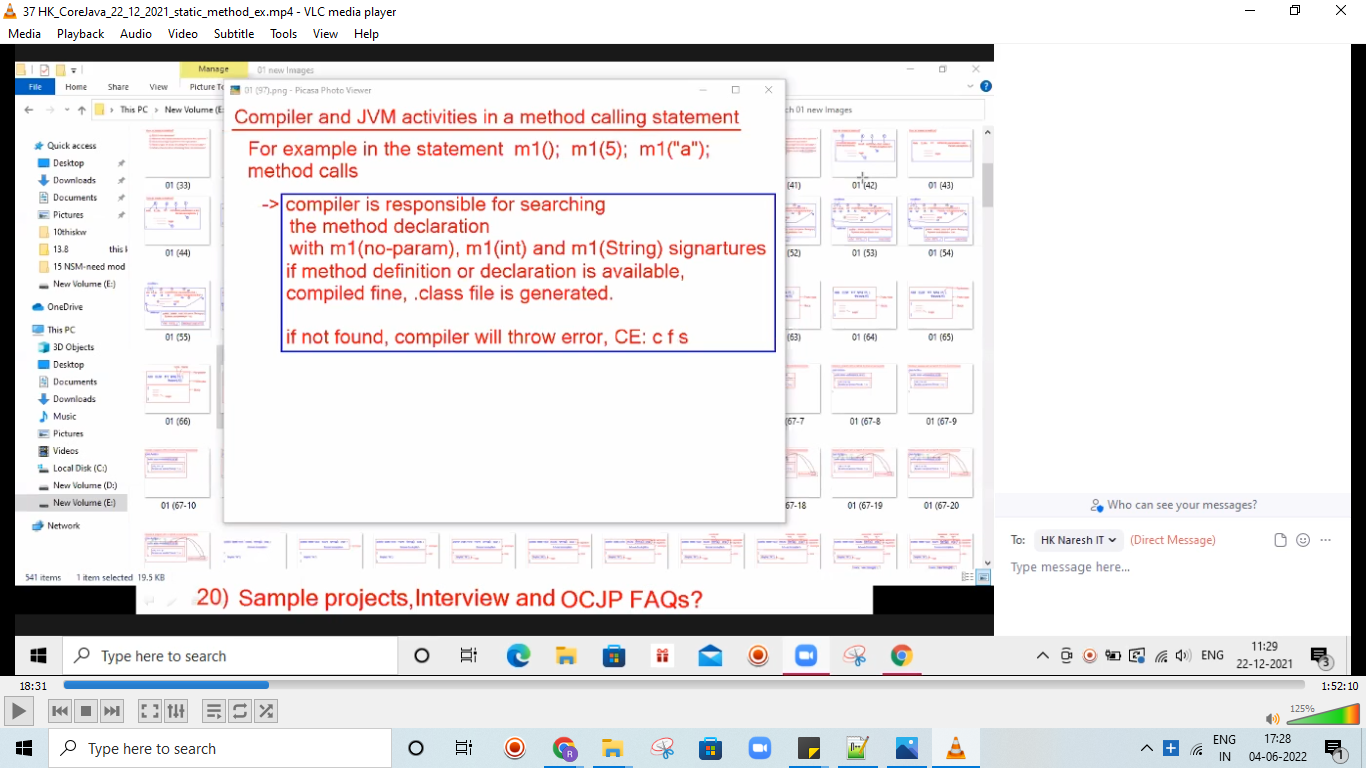 37 HK_CoreJava_22_12_2021_static_method_ex.mp4 - VLC media player
Media Playback Audio Video Subtitle Tools View Help
Manage
01 new Images
File Home Share View Picture To
This PC New Volume (E:
ch 01 new Images
01 (97).png - Picasa Photo Viewer
Compiler and JVM activities in a method calling statement
For example in the statement m1(); m1(5); m1("a");
method calls
-> compiler is responsible for searching
the method declaration
with m1(no-param), m1(int) and m1(String) signartures
if method definition or declaration is available,
compiled fine, .class file is generated.
if not found, compiler will throw error, CE: c f s
Quick access
Desktop
Downloads
Documents
Pictures
10thiskw
13.8 this k
15 NSM-need mod
New Volume (E:)
OneDrive
This PC
3D Objects
Desktop
Documents
Downloads
Music
Pictures
Videos
Local Disk (C:)
New Volume (D:)
New Volume (E:)
Network
01 (33)
01 (44)
01 (55)
01 (66)
01 (67-10
(41) 01 (42) 01 (43)
(52) 01 (53) 01 (54)
(63) 01 (64) 01 (65)
(67-7 01 (67-8 01 (67-9
67-18 01 (67-19 01 (67-20
541 items 1 item selected 19.5 KB
20) Sample projects,Interview and OCJP FAQs?
Who can see your messages?
To: HK Naresh IT (Direct Message)
Type message here...
Type here to search
ENG
11:29
22-12-2021
3
18:31
1:52:10
125%
Type here to search
R
ENG
IN
17:28
04-06-2022
1